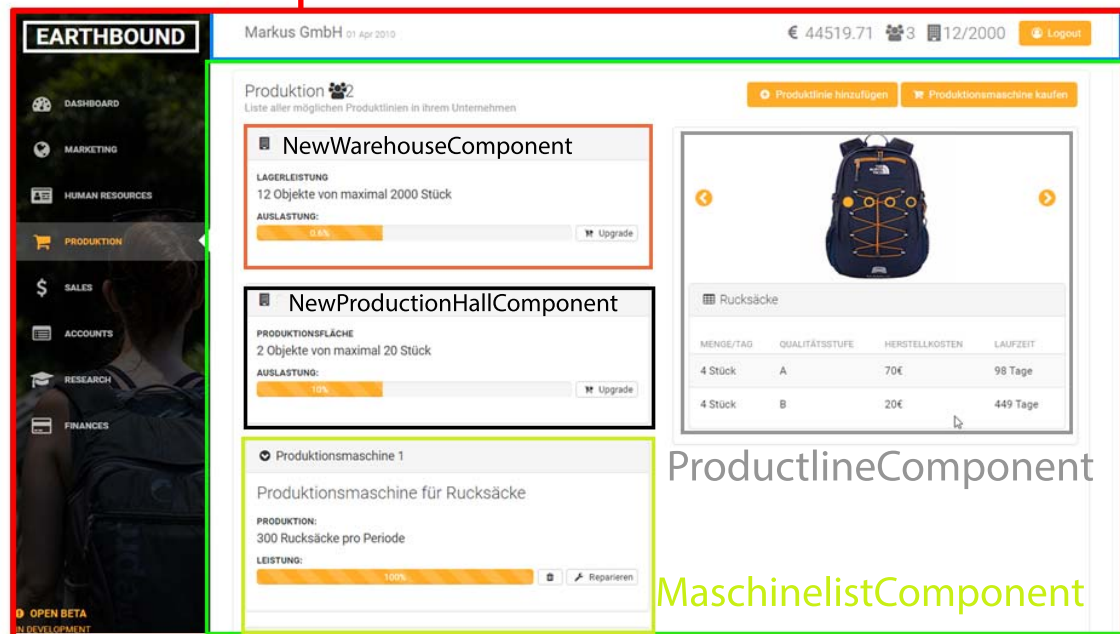 EARTHBOUND
Markus GmbH 01 Apr 2010
€ 44519.71 3 12/2000 Logout
DASHBOARD
MARKETING
HUMAN RESOURCES
PRODUKTION
SALES
ACCOUNTS
RESEARCH
FINANCES
OPEN BETA
IN DEVELOPMENT
Produktion 2
Liste aller möglichen Produktlinien in ihrem Unternehmen
Produktlinie hinzufügen
Produktionsmaschine kaufen
NewWarehouseComponent
LAGERLEISTUNG
12 Objekte von maximal 2000 Stück
AUSLASTUNG:
0.6% Upgrade
NewProductionHallComponent
PRODUKTIONSFLÄCHE
2 Objekte von maximal 20 Stück
AUSLASTUNG:
10% Upgrade
Produktionsmaschine 1
Produktionsmaschine für Rucksäcke
PRODUKTION:
300 Rucksäcke pro Periode
LEISTUNG:
100% Reparieren
Rucksäcke
MENGE/TAG QUALITÄTSSTUFE HERSTELLKOSTEN LAUFZEIT
4 Stück A 70€ 98 Tage
4 Stück B 20€ 449 Tage
ProductlineComponent
MaschinelistComponent